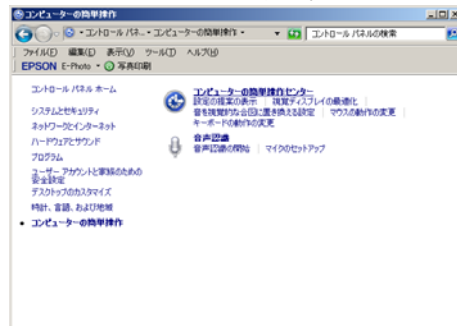 コンピューターの簡単操作
コントロール パネ... コンピューターの簡単操作
コントロール パネルの検索
ファイル(F) 編集(E) 表示(V) ツール(T) ヘルプ(H)
EPSON E-Photo 写真印刷
コントロール パネル ホーム
システムとセキュリティ
ネットワークとインターネット
ハードウェアとサウンド
プログラム
ユーザー アカウントと家族のための
安全設定
デスクトップのカスタマイズ
時計、言語、および地域
コンピューターの簡単操作
コンピューターの簡単操作センター
設定の提案の表示 視覚ディスプレイの最適化
音を視覚的な合図に置き換える設定 マウスの動作の変更
キーボードの動作の変更
音声認識
音声認識の開始 マイクのセットアップ